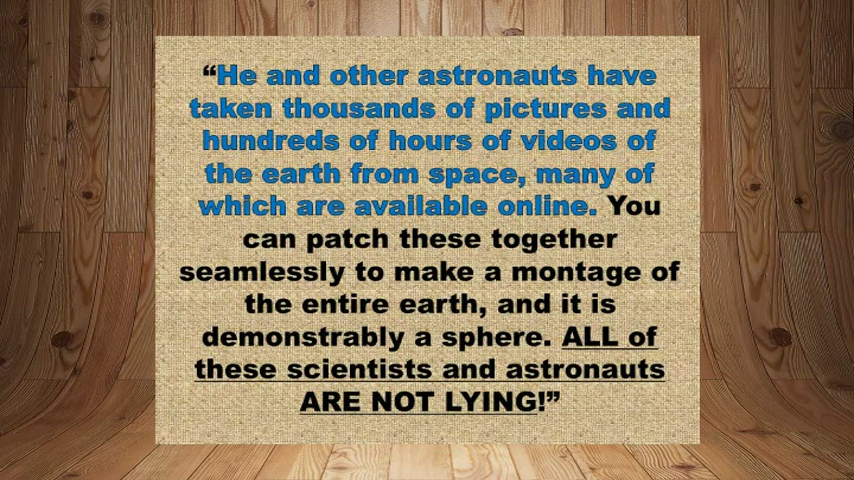 “He and other astronauts have
taken thousands of pictures and
hundreds of hours of videos of
the earth from space, many of
which are available online. You
can patch these together
seamlessly to make a montage of
the entire earth, and it is
demonstrably a sphere. ALL of
these scientists and astronauts
ARE NOT LYING!”